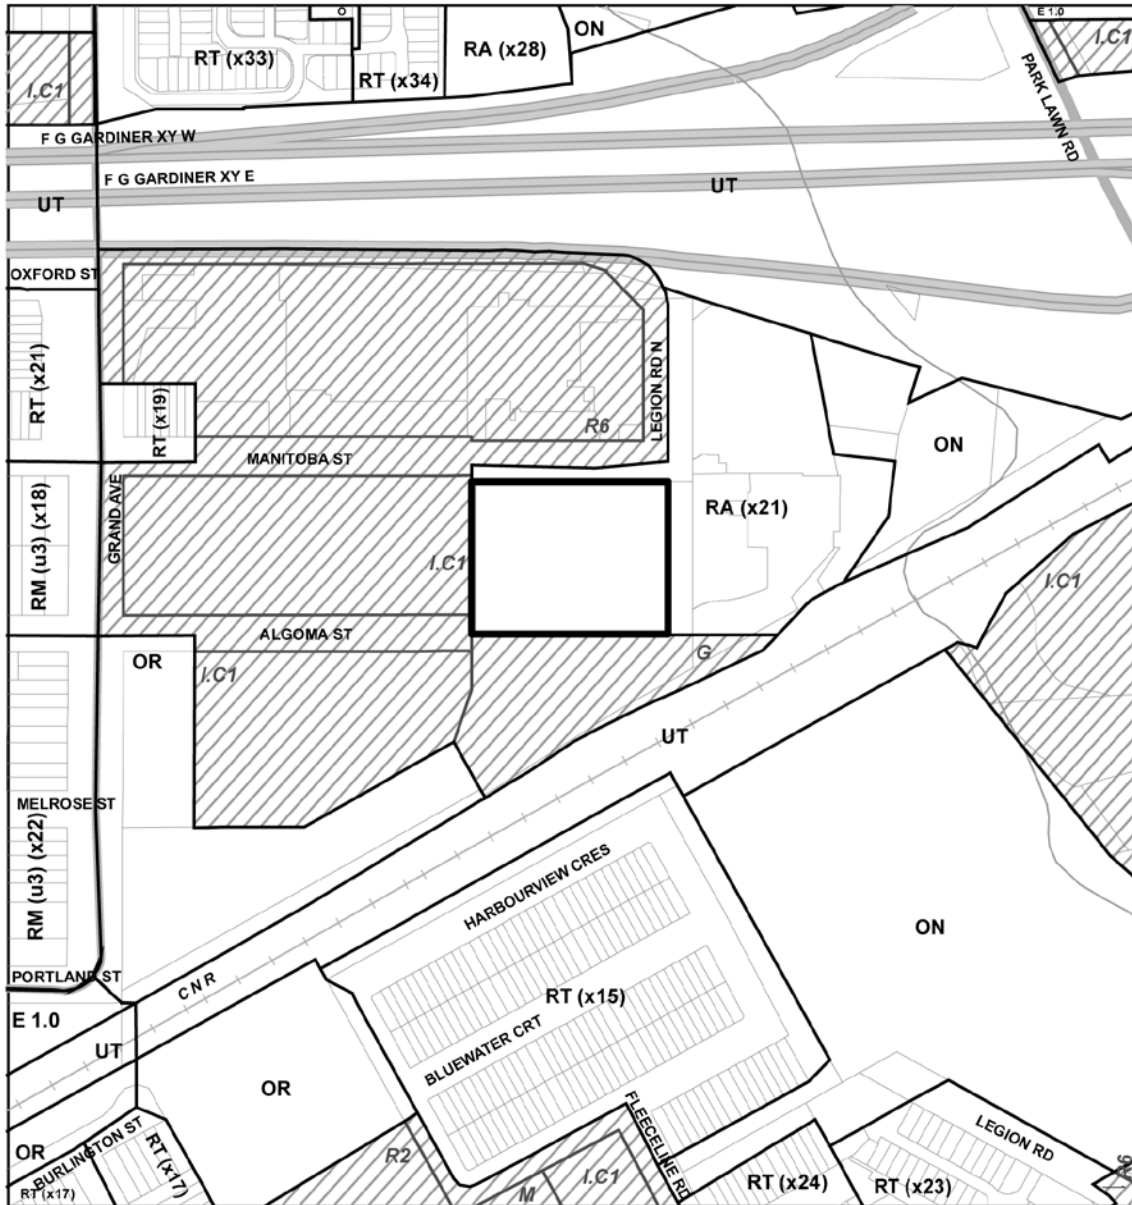 E 1.0
ON
RT (x33)
RA (x28)
I.C1
RT (x34)
I.C1
PARK LAWN RD
F G GARDINER XY W
F G GARDINER XY E
UT
UT
OXFORD ST
RT (x21)
RT (x19)
LEGION RD N
R6
MANITOBA ST
ON
RM (u3) (x18)
GRAND AVE
RA (x21)
I.C1
I.C1
ALGOMA ST
OR
I.C1
G
UT
MELROSE ST
RM (u3) (x22)
HARBOURVIEW CRES
ON
PORTLAND ST
C N R
RT (x15)
E 1.0
BLUEWATER CRT
UT
OR
FLEECELINE RD
LEGION RD
BURLINGTON ST
OR
RT (x17)
R2
I.C1
M
RT (x17)
RT (x24)
RT (x23)
R6